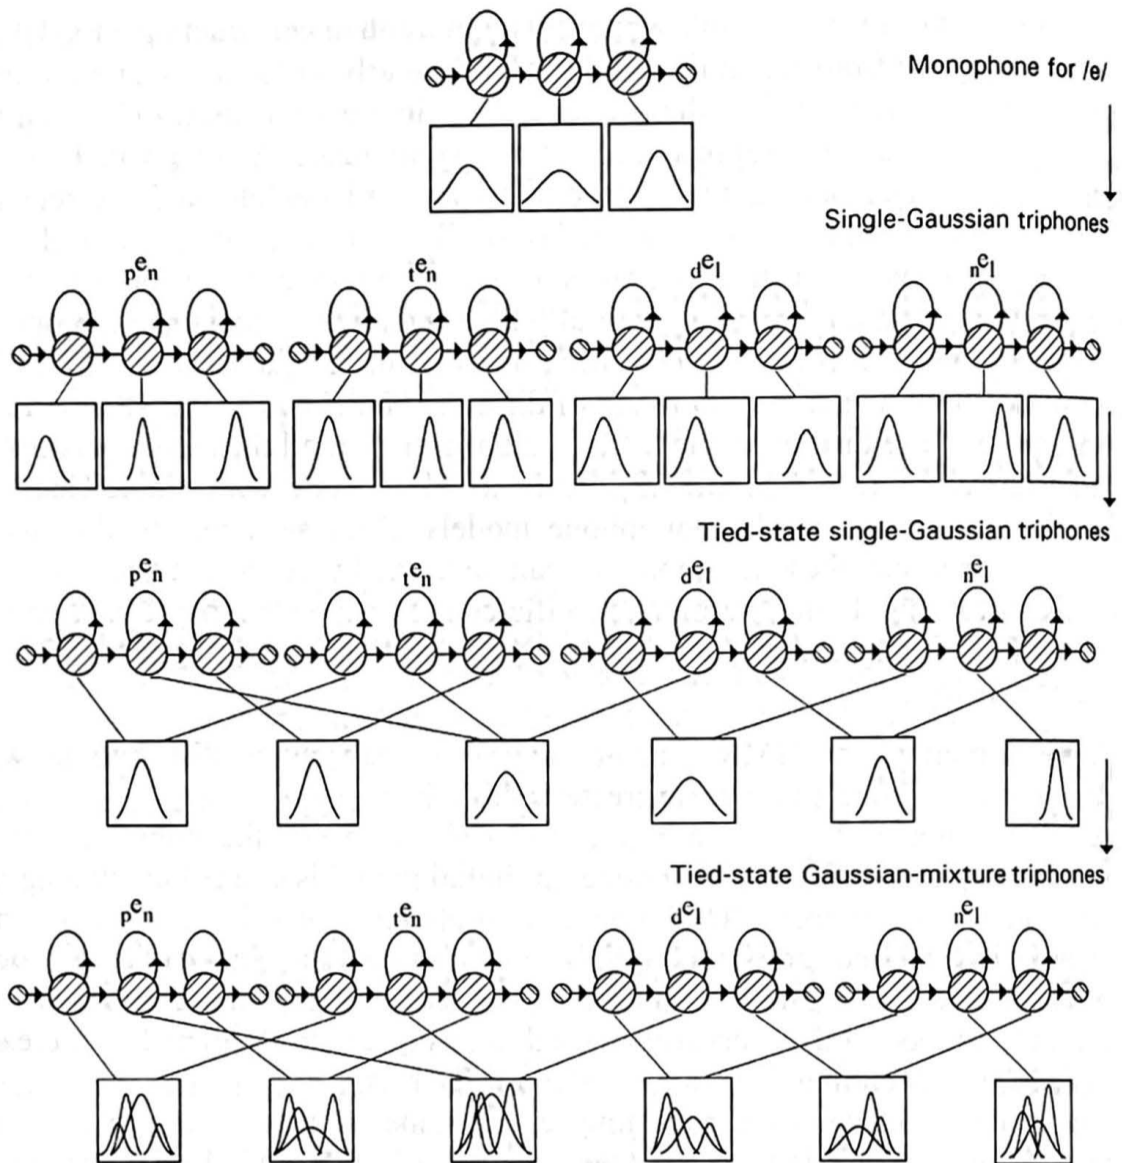 Monophone for /e/
Single-Gaussian triphones
pen ten del nel
Tied-state single-Gaussian triphones
pen ten del nel
Tied-state Gaussian-mixture triphones
pen ten del nel